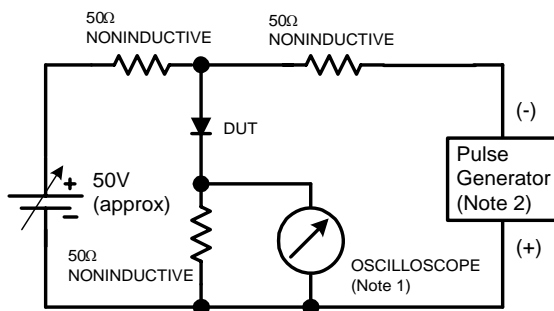 50Ω
NONINDUCTIVE
50Ω
NONINDUCTIVE
(-)
DUT
Pulse
Generator
(Note 2)
+
50V
(approx)
−
(+)
50Ω
NONINDUCTIVE
OSCILLOSCOPE
(Note 1)